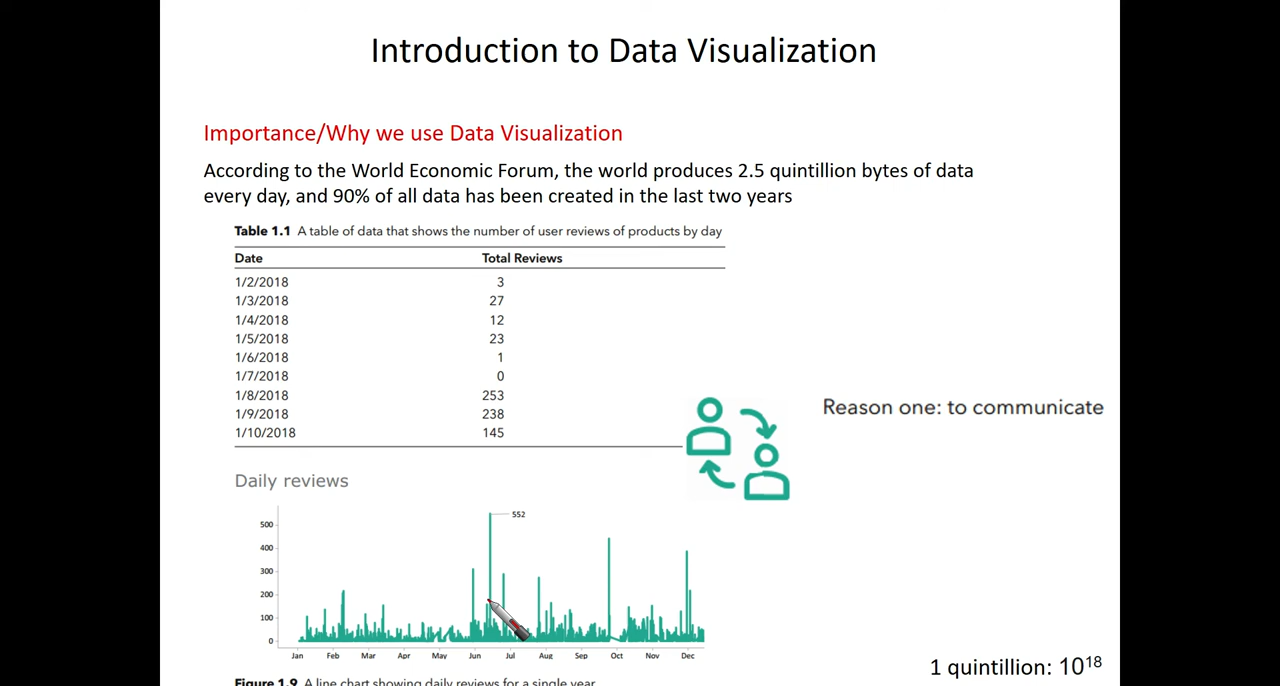 Introduction to Data Visualization
Importance/Why we use Data Visualization
According to the World Economic Forum, the world produces 2.5 quintillion bytes of data
every day, and 90% of all data has been created in the last two years
Table 1.1 A table of data that shows the number of user reviews of products by day
Date Total Reviews
1/2/2018 3
1/3/2018 27
1/4/2018 12
1/5/2018 23
1/6/2018 1
1/7/2018 0
1/8/2018 253
1/9/2018 238
1/10/2018 145
Reason one: to communicate
Daily reviews
552
500
400
300
200
100
0
Jan Feb Mar Apr May Jun Jul Aug Sep Oct Nov Dec
1 quintillion: 10¹⁸
Figure 1.9 A line chart showing daily reviews for a single year